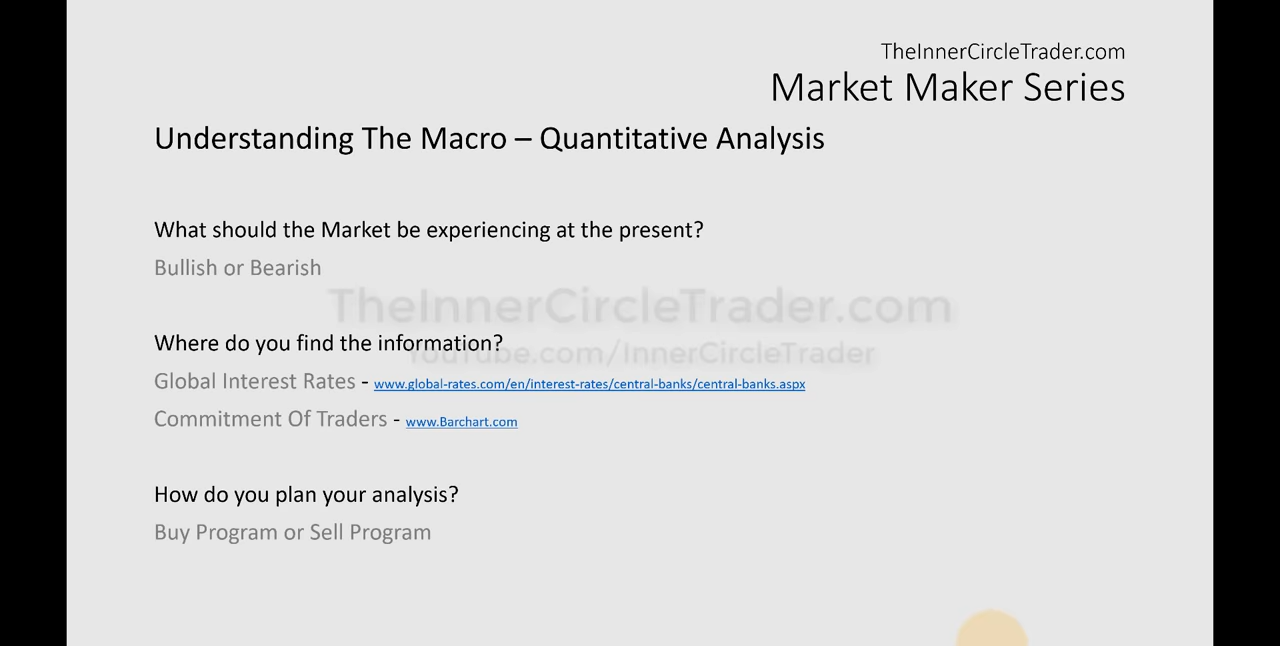 TheInnerCircleTrader.com
Market Maker Series
Understanding The Macro – Quantitative Analysis
What should the Market be experiencing at the present?
Bullish or Bearish
TheInnerCircleTrader.com
Where do you find the information?
YouTube.com/InnerCircleTrader
Global Interest Rates - www.global-rates.com/en/interest-rates/central-banks/central-banks.aspx
Commitment Of Traders - www.Barchart.com
How do you plan your analysis?
Buy Program or Sell Program